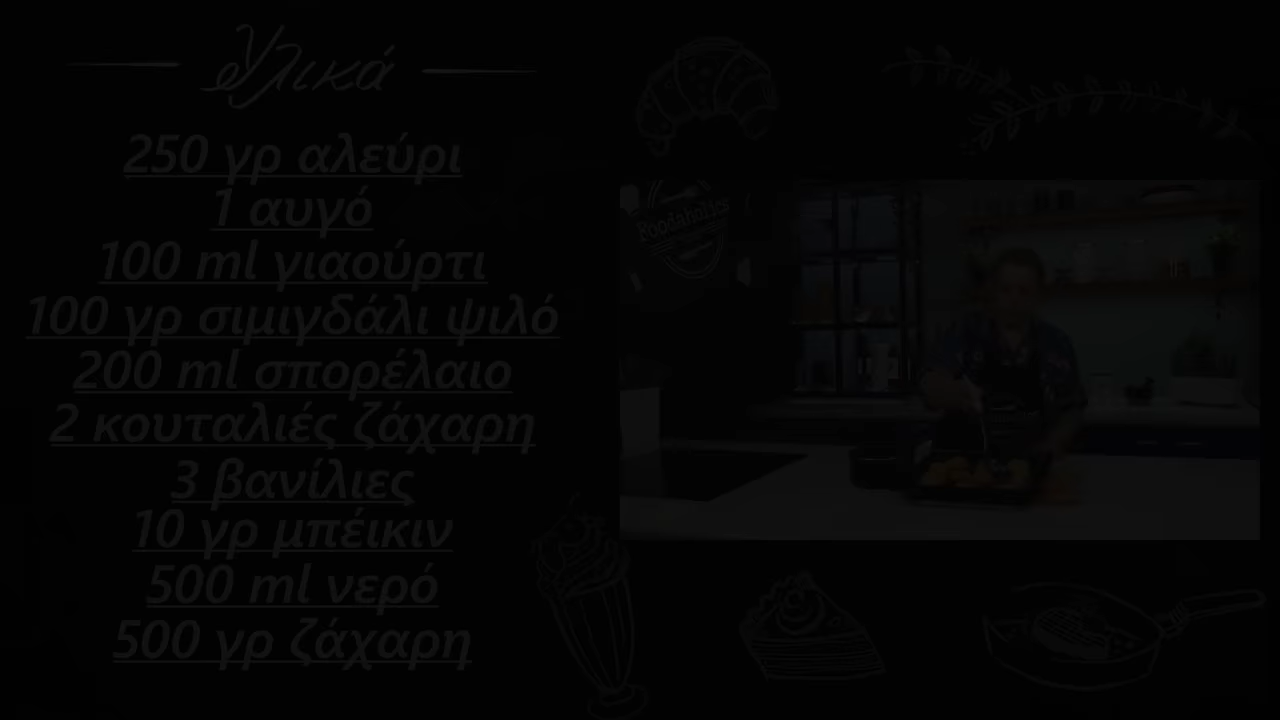 Υλικά
250 γρ αλεύρι
1 αυγό
100 ml γιαούρτι
100 γρ σιμιγδάλι ψιλό
200 ml σπορέλαιο
2 κουταλιές ζάχαρη
3 βανίλιες
10 γρ μπέικιν
500 ml νερό
500 γρ ζάχαρη
Foodaholics